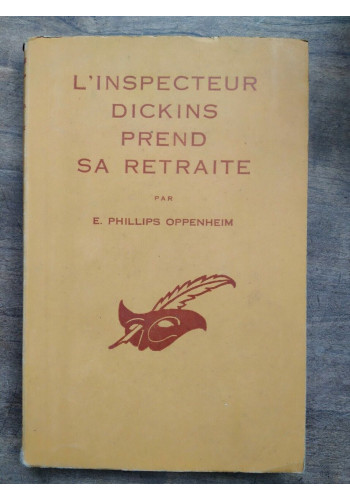 L'INSPECTEUR
DICKINS
PREND
SA RETRAITE
PAR
E. PHILLIPS OPPENHEIM